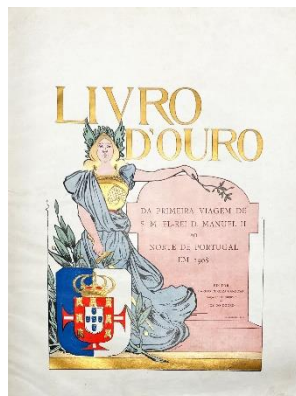 LIVRO
D'OURO
DA PRIMEIRA VIAGEM DE
S. M. EL-REI D. MANUEL II
AO
NORTE DE PORTUGAL
EM 1908